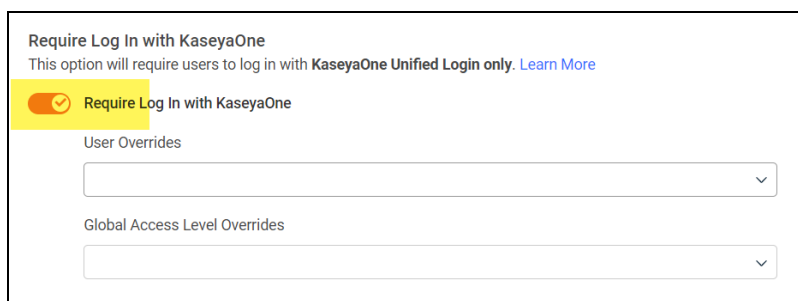 Require Log In with KaseyaOne
This option will require users to log in with KaseyaOne Unified Login only. Learn More
Require Log In with KaseyaOne
User Overrides
Global Access Level Overrides